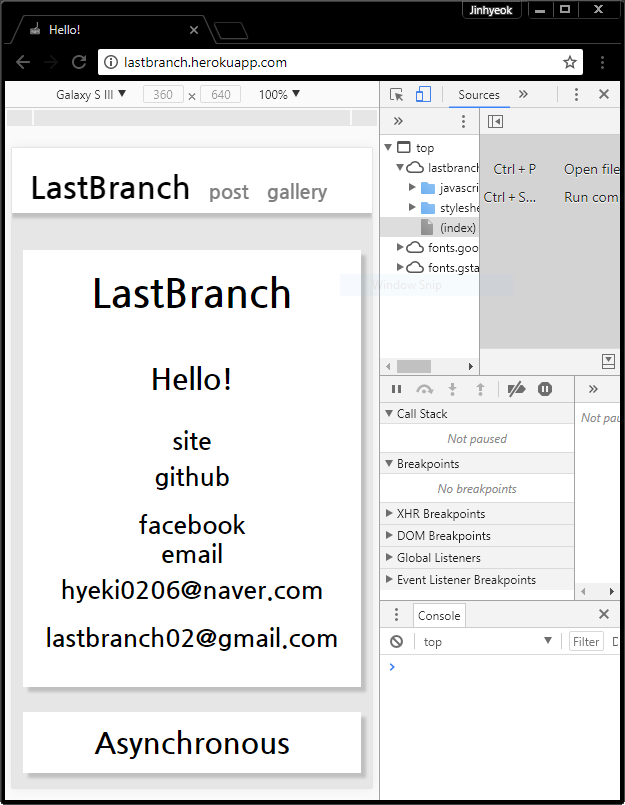 Jinhyeok
Hello!
lastbranch.herokuapp.com
Galaxy S III ▼ 360 × 640 100% ▼
Sources
top
lastbranch
javascri
styleshe
(index)
fonts.goo
fonts.gsta
Ctrl + P Open file
Ctrl + S... Run com
Window Snip
LastBranch post gallery
LastBranch
Hello!
site
github
facebook
email
hyeki0206@naver.com
lastbranch02@gmail.com
Asynchronous
Call Stack
Not paused
Breakpoints
No breakpoints
XHR Breakpoints
DOM Breakpoints
Global Listeners
Event Listener Breakpoints
Not pau
Console
top
Filter